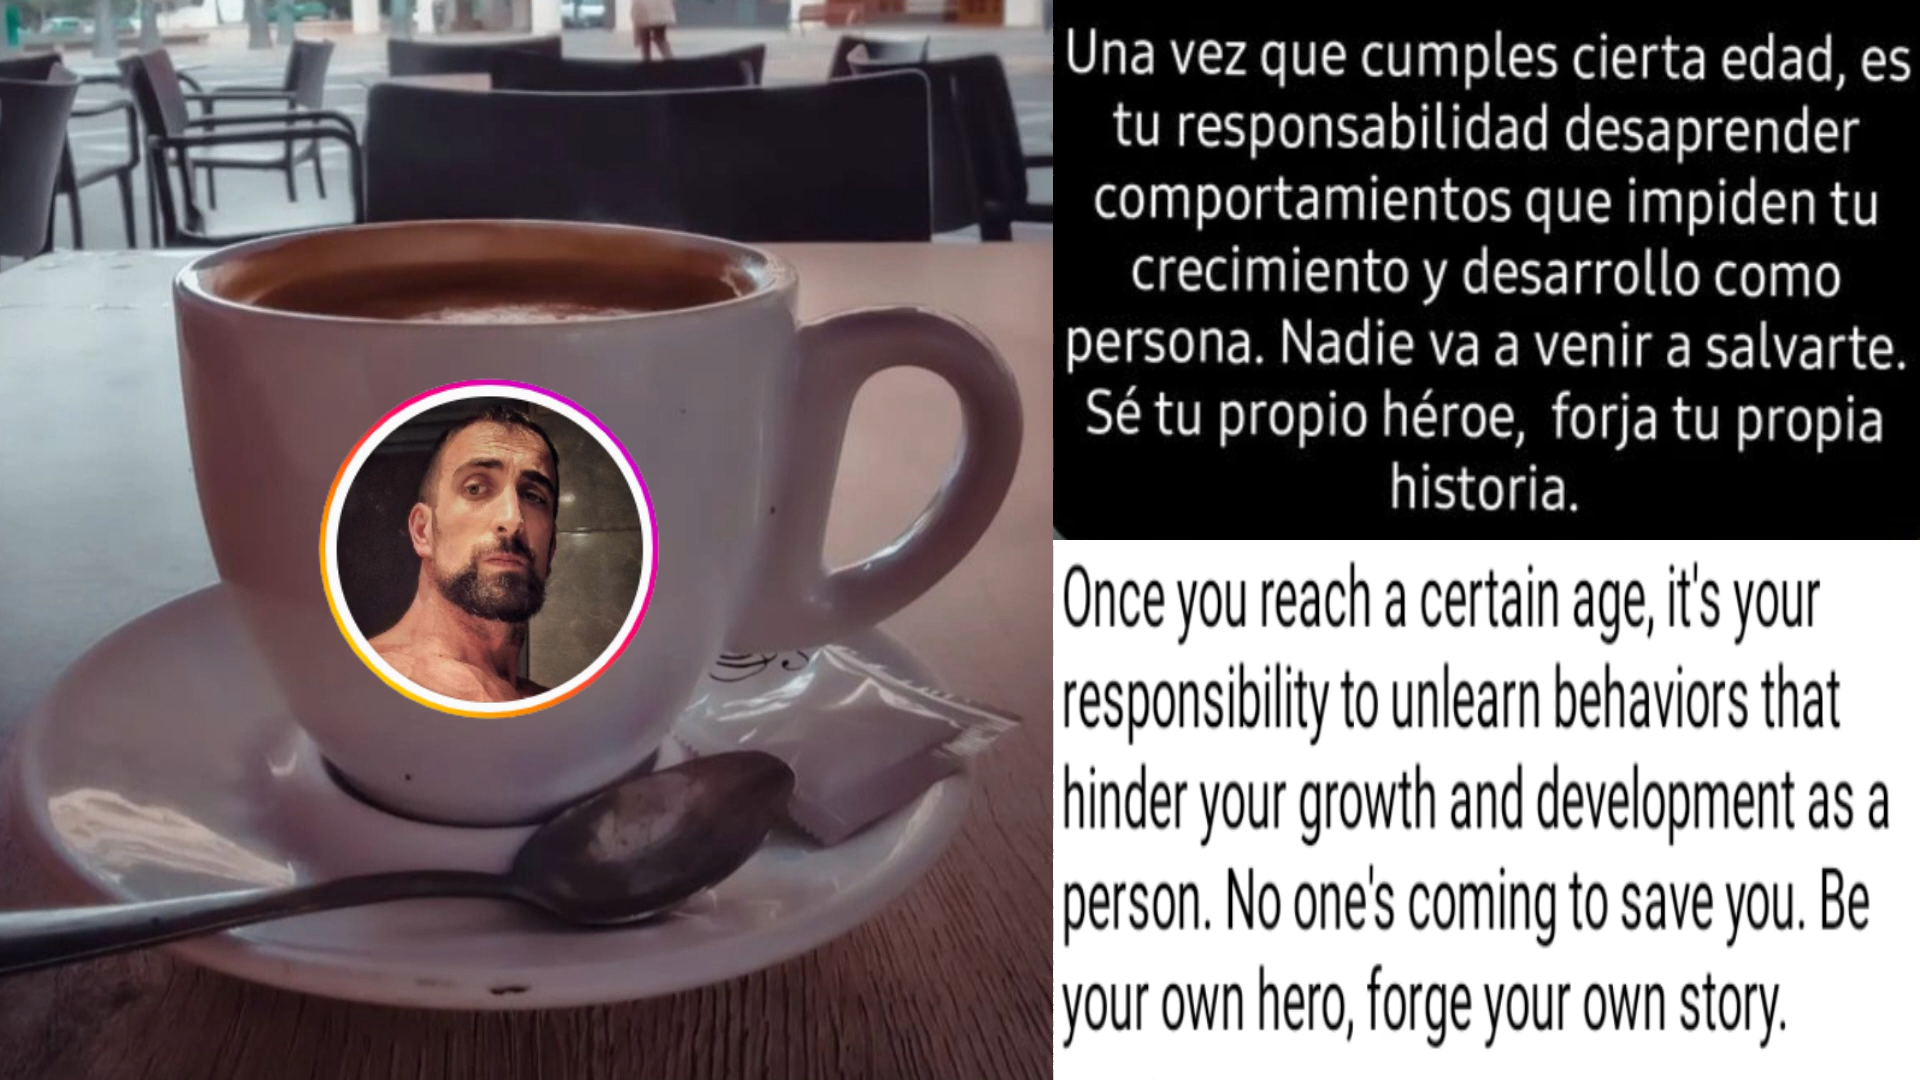 Una vez que cumples cierta edad, es
tu responsabilidad desaprender
comportamientos que impiden tu
crecimiento y desarrollo como
persona. Nadie va a venir a salvarte.
Sé tu propio héroe, forja tu propia
historia.
Once you reach a certain age, it's your
responsibility to unlearn behaviors that
hinder your growth and development as a
person. No one's coming to save you. Be
your own hero, forge your own story.